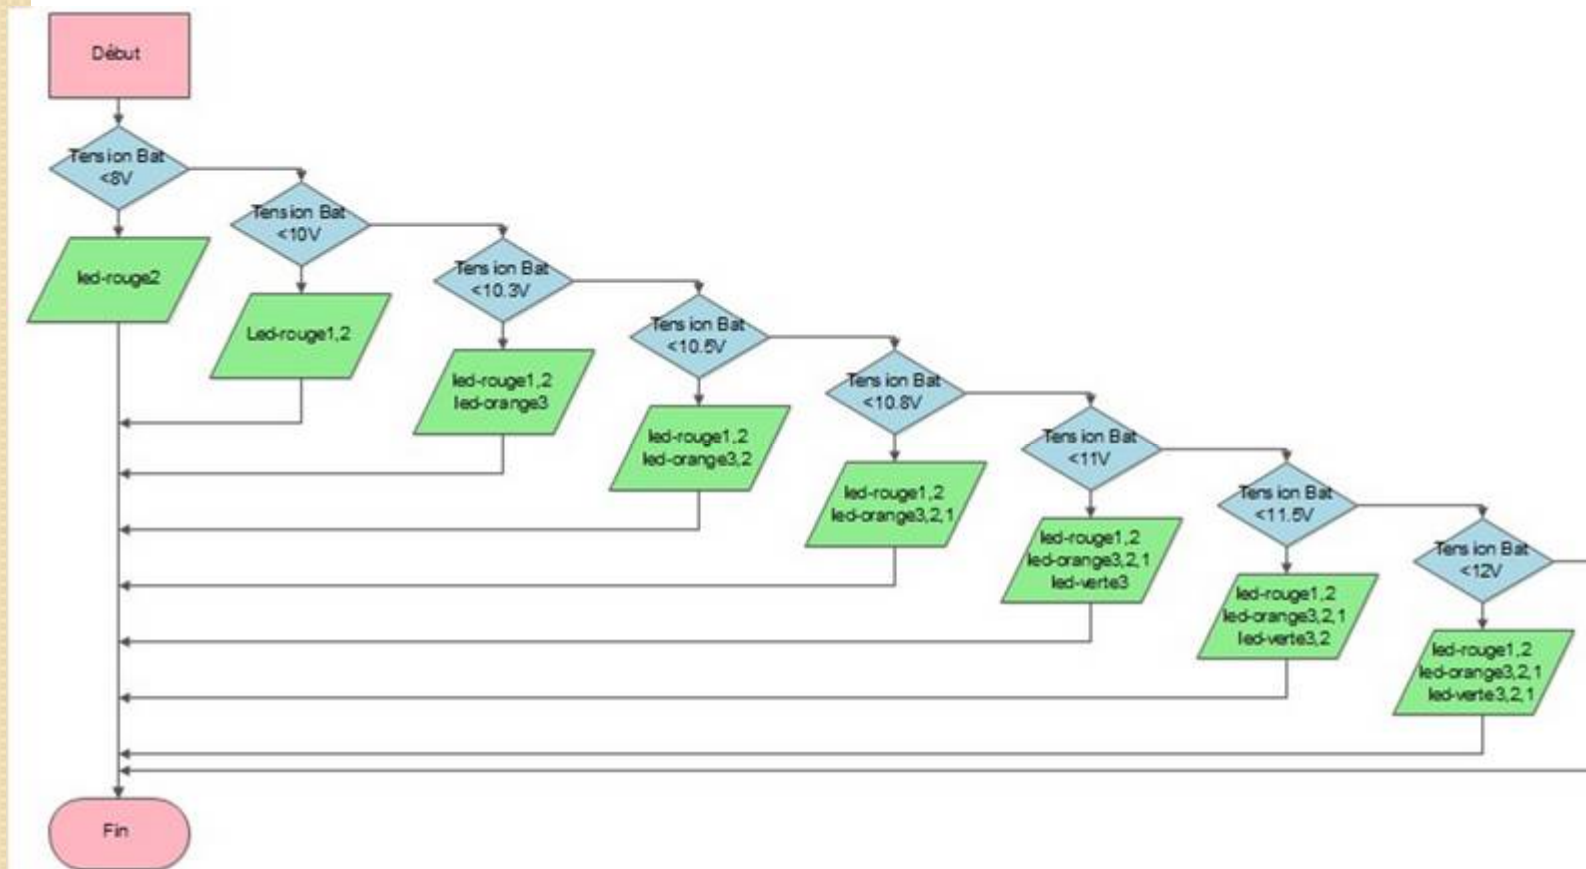 Début
Tension Bat
<8V
led-rouge2
Tension Bat
<10V
Led-rouge1,2
Tension Bat
<10.3V
led-rouge1,2
led-orange3
Tension Bat
<10.5V
led-rouge1,2
led-orange3,2
Tension Bat
<10.8V
led-rouge1,2
led-orange3,2,1
Tension Bat
<11V
led-rouge1,2
led-orange3,2,1
led-verte3
Tension Bat
<11.5V
led-rouge1,2
led-orange3,2,1
led-verte3,2
Tension Bat
<12V
led-rouge1,2
led-orange3,2,1
led-verte3,2,1
Fin